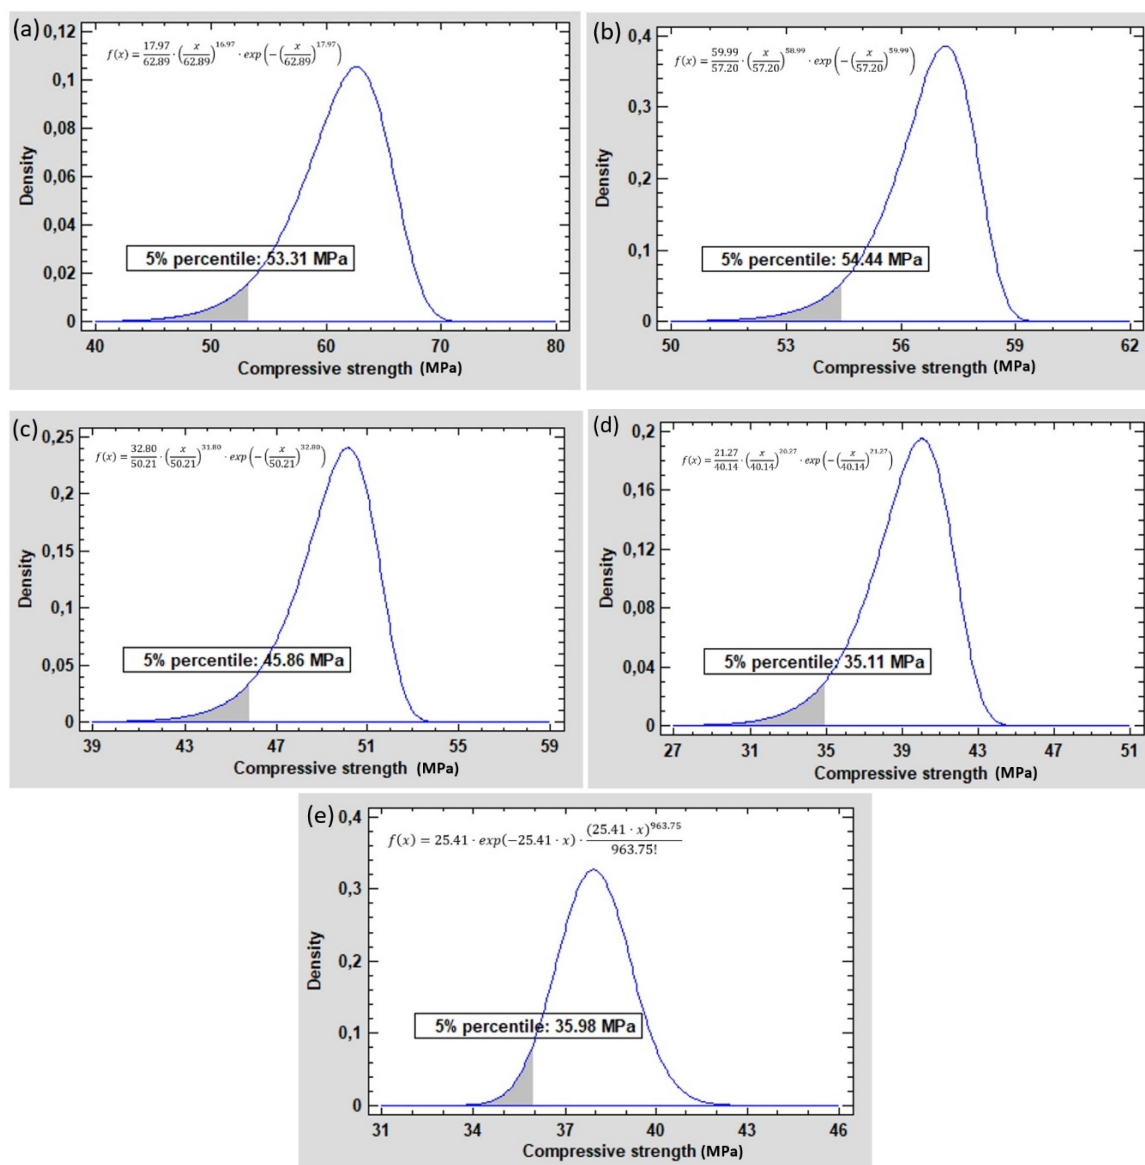 (a)
0,12
f(x) = 17.97/62.89 · (x/62.89)^16.97 · exp(−(x/62.89)^17.97)
0,1
0,08
0,06
0,04
0,02
0
Density
5% percentile: 53.31 MPa
40 50 60 70 80
Compressive strength (MPa)
(b)
0,4
f(x) = 59.99/57.20 · (x/57.20)^58.99 · exp(−(x/57.20)^59.99)
0,3
0,2
0,1
0
Density
5% percentile: 54.44 MPa
50 53 56 59 62
Compressive strength (MPa)
(c)
0,25
f(x) = 32.80/50.21 · (x/50.21)^31.80 · exp(−(x/50.21)^32.80)
0,2
0,15
0,1
0,05
0
Density
5% percentile: 45.86 MPa
39 43 47 51 55 59
Compressive strength (MPa)
(d)
0,2
f(x) = 21.27/40.14 · (x/40.14)^20.27 · exp(−(x/40.14)^21.27)
0,16
0,12
0,08
0,04
0
Density
5% percentile: 35.11 MPa
27 31 35 39 43 47 51
Compressive strength (MPa)
(e)
0,4
f(x) = 25.41 · exp(−25.41 · x) · (25.41 · x)^963.75/963.75!
0,3
0,2
0,1
0
Density
5% percentile: 35.98 MPa
31 34 37 40 43 46
Compressive strength (MPa)